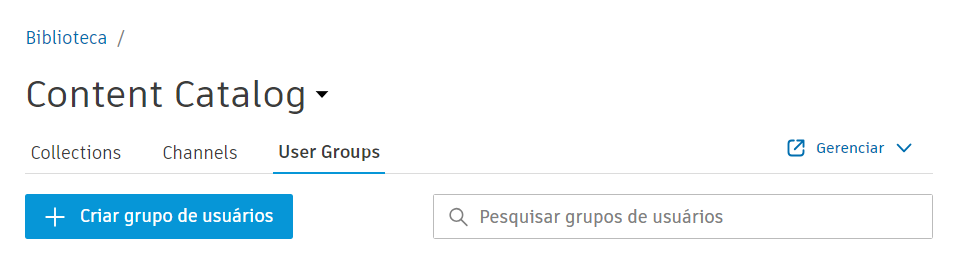 Biblioteca /
Content Catalog
Collections Channels User Groups Gerenciar
Criar grupo de usuários Pesquisar grupos de usuários